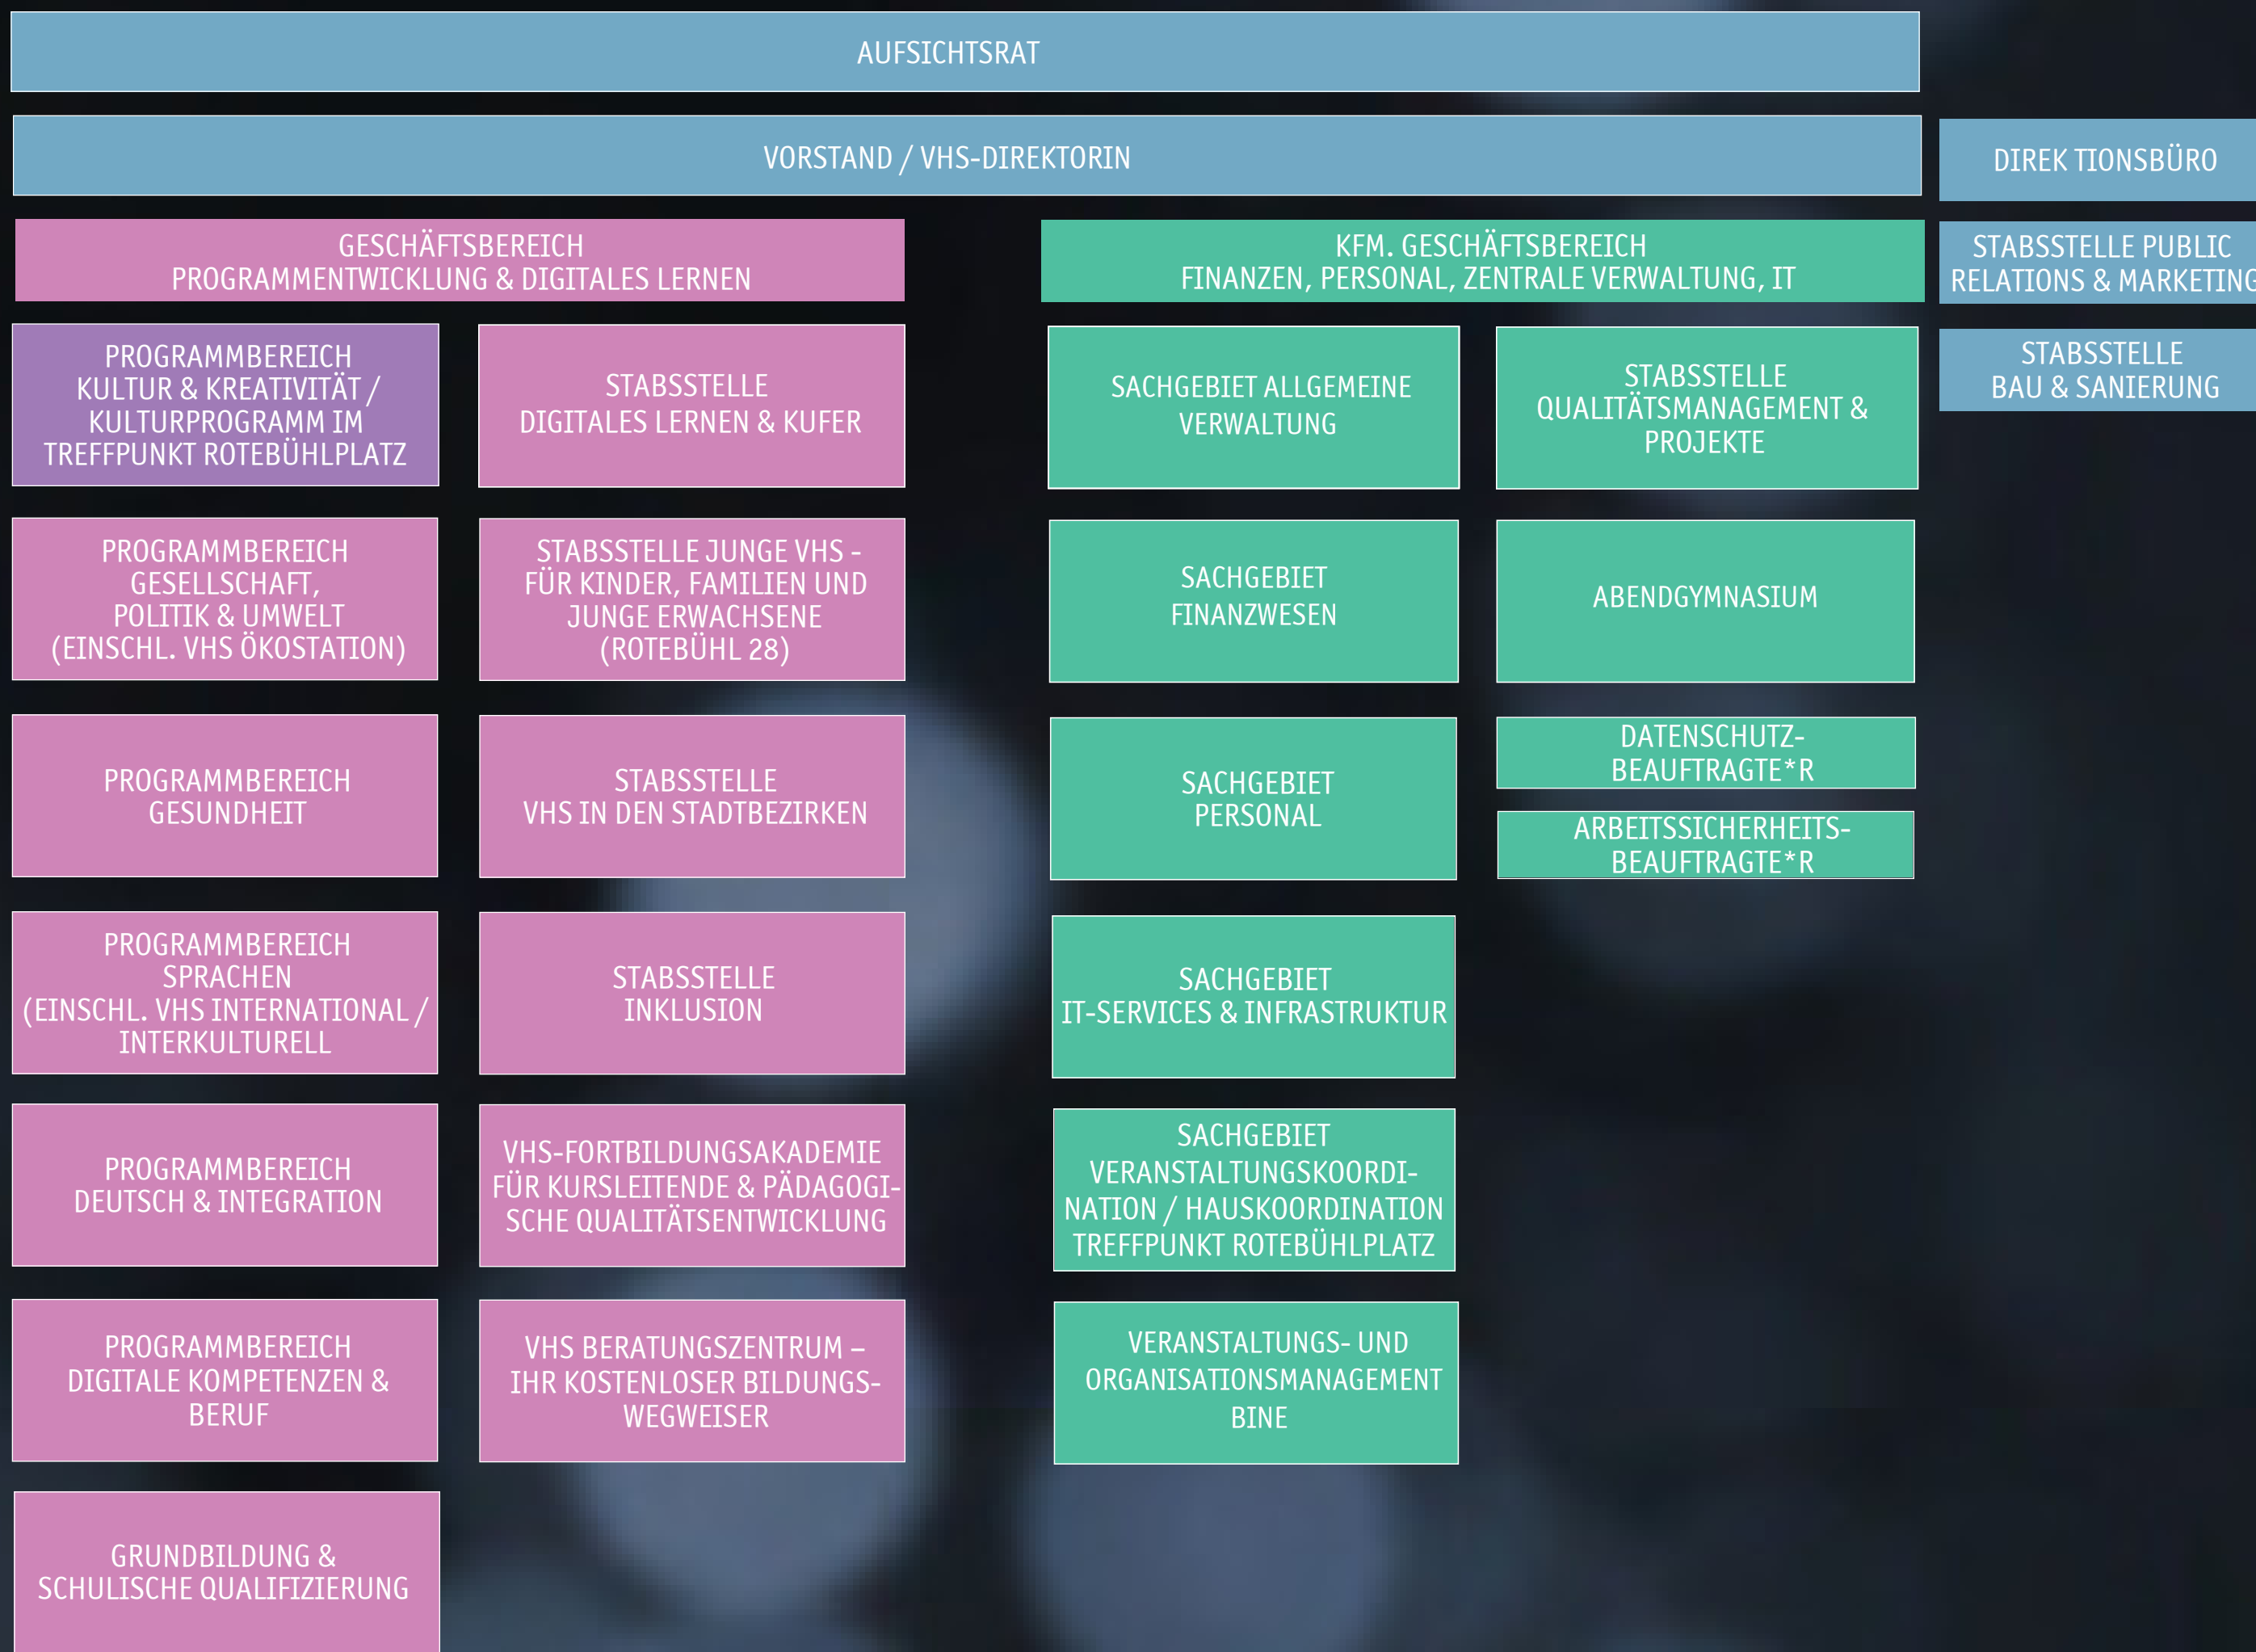 AUFSICHTSRAT
VORSTAND / VHS-DIREKTORIN
DIREK TIONSBÜRO
GESCHÄFTSBEREICH
PROGRAMMENTWICKLUNG & DIGITALES LERNEN
KFM. GESCHÄFTSBEREICH
FINANZEN, PERSONAL, ZENTRALE VERWALTUNG, IT
STABSSTELLE PUBLIC
RELATIONS & MARKETING
PROGRAMMBEREICH
KULTUR & KREATIVITÄT /
KULTURPROGRAMM IM
TREFFPUNKT ROTEBÜHLPLATZ
STABSSTELLE
DIGITALES LERNEN & KUFER
SACHGEBIET ALLGEMEINE
VERWALTUNG
STABSSTELLE
QUALITÄTSMANAGEMENT &
PROJEKTE
STABSSTELLE
BAU & SANIERUNG
PROGRAMMBEREICH
GESELLSCHAFT,
POLITIK & UMWELT
(EINSCHL. VHS ÖKOSTATION)
STABSSTELLE JUNGE VHS -
FÜR KINDER, FAMILIEN UND
JUNGE ERWACHSENE
(ROTEBÜHL 28)
SACHGEBIET
FINANZWESEN
ABENDGYMNASIUM
PROGRAMMBEREICH
GESUNDHEIT
STABSSTELLE
VHS IN DEN STADTBEZIRKEN
SACHGEBIET
PERSONAL
DATENSCHUTZ-
BEAUFTRAGTE*R
ARBEITSSICHERHEITS-
BEAUFTRAGTE*R
PROGRAMMBEREICH
SPRACHEN
(EINSCHL. VHS INTERNATIONAL /
INTERKULTURELL
STABSSTELLE
INKLUSION
SACHGEBIET
IT-SERVICES & INFRASTRUKTUR
PROGRAMMBEREICH
DEUTSCH & INTEGRATION
VHS-FORTBILDUNGSAKADEMIE
FÜR KURSLEITENDE & PÄDAGOGI-
SCHE QUALITÄTSENTWICKLUNG
SACHGEBIET
VERANSTALTUNGSKOORDI-
NATION / HAUSKOORDINATION
TREFFPUNKT ROTEBÜHLPLATZ
PROGRAMMBEREICH
DIGITALE KOMPETENZEN &
BERUF
VHS BERATUNGSZENTRUM –
IHR KOSTENLOSER BILDUNGS-
WEGWEISER
VERANSTALTUNGS- UND
ORGANISATIONSMANAGEMENT
BINE
GRUNDBILDUNG &
SCHULISCHE QUALIFIZIERUNG